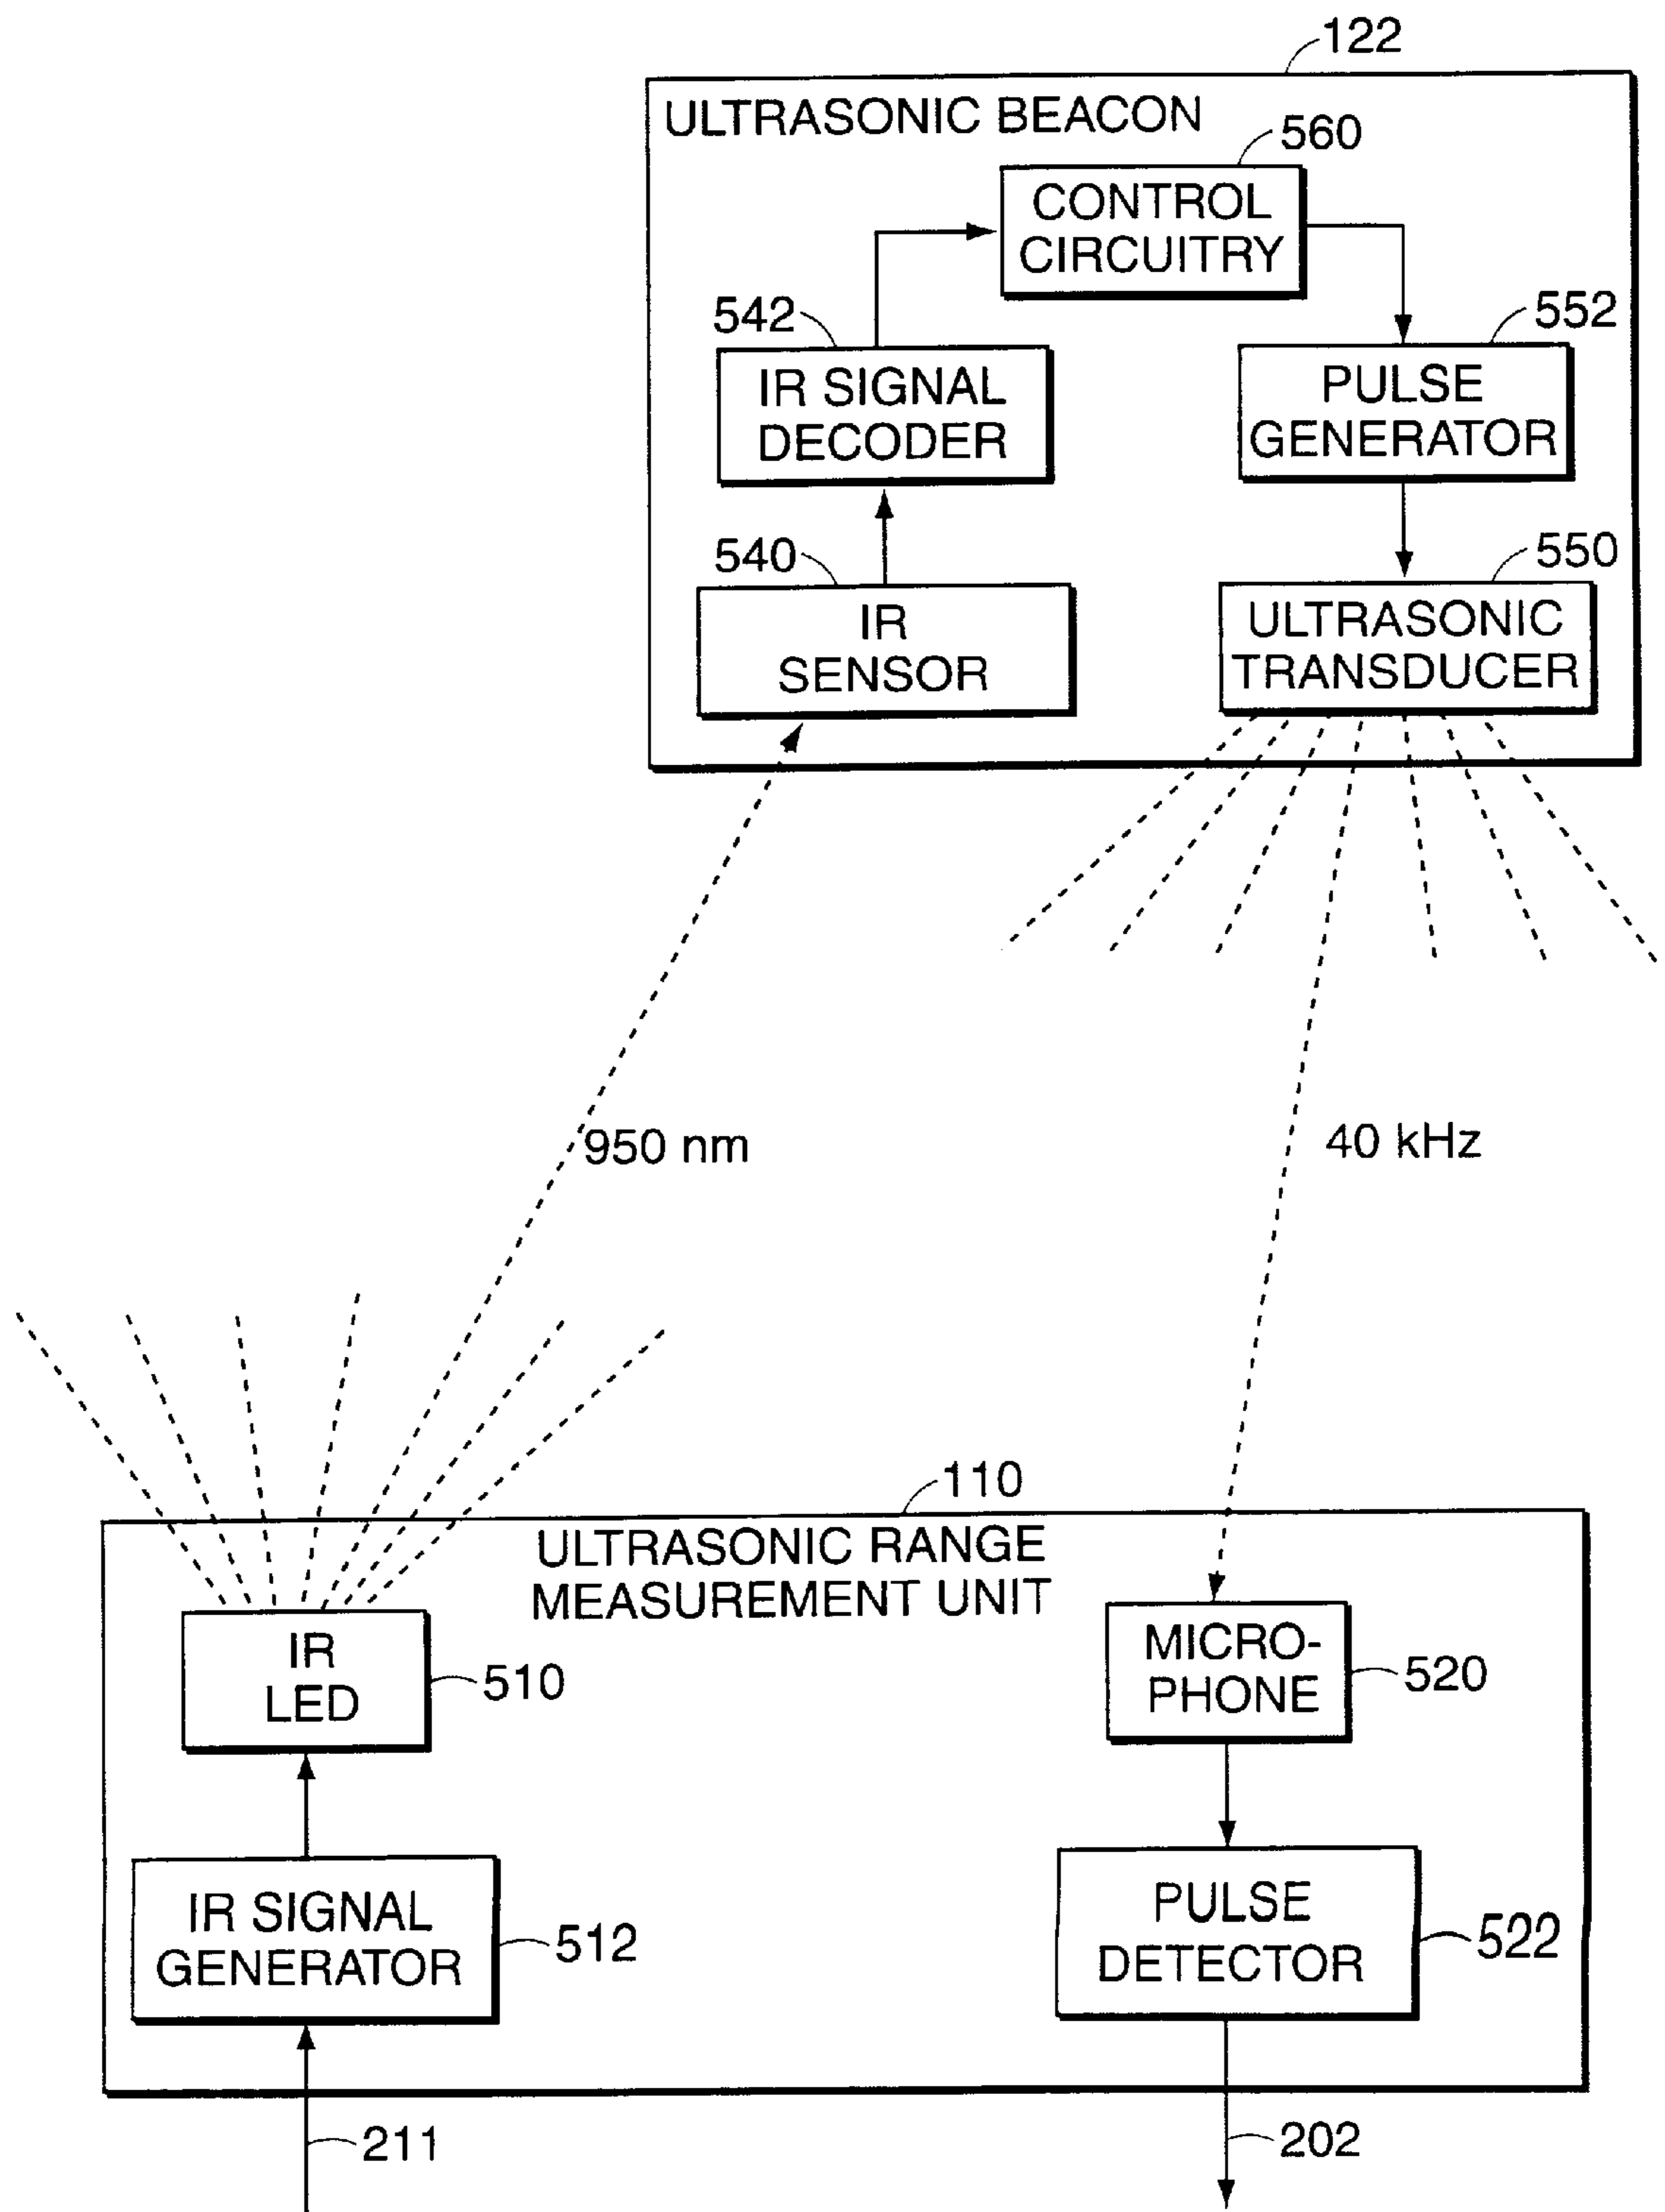 122
ULTRASONIC BEACON
560
CONTROL
CIRCUITRY
542
IR SIGNAL
DECODER
552
PULSE
GENERATOR
540
IR
SENSOR
550
ULTRASONIC
TRANSDUCER
950 nm
40 kHz
110
ULTRASONIC RANGE
MEASUREMENT UNIT
IR
LED
510
MICRO-
PHONE
520
IR SIGNAL
GENERATOR
512
PULSE
DETECTOR
522
211
202